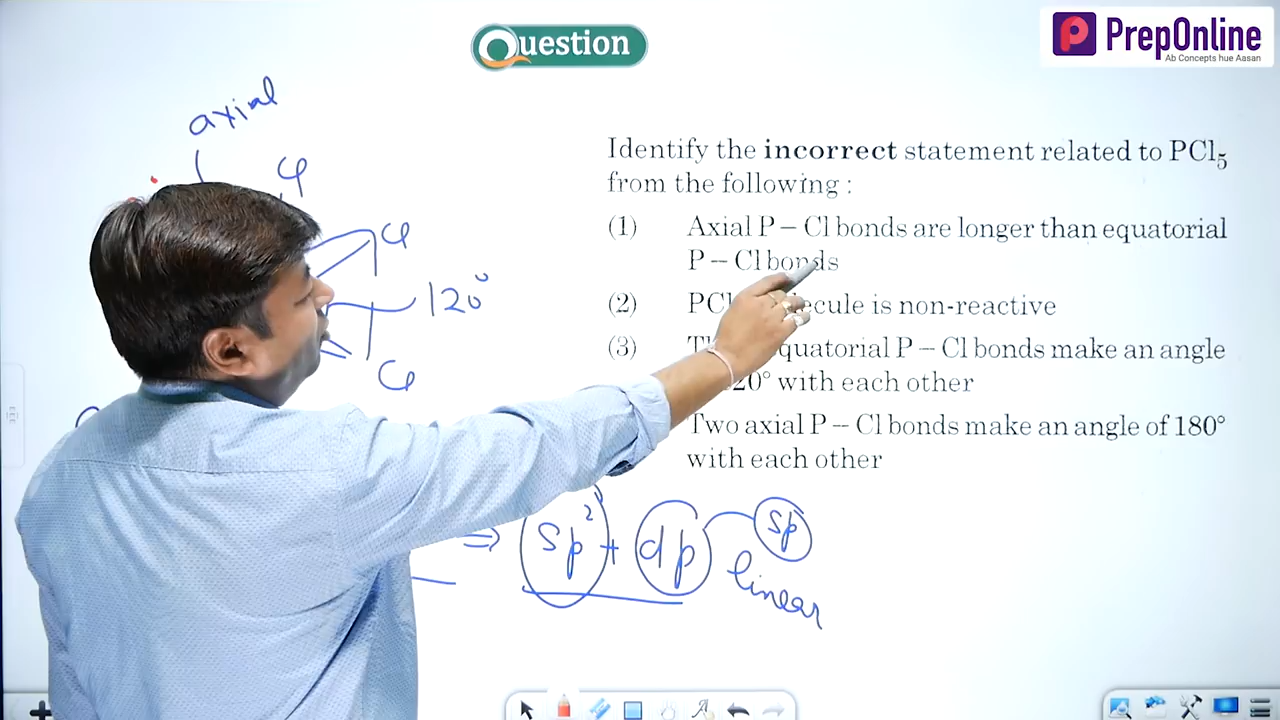 Question
PrepOnline
Ab Concepts hue Aasan
axial
Cl
Cl
120°
Cl
Identify the incorrect statement related to PCl5
from the following :
(1) Axial P – Cl bonds are longer than equatorial
P – Cl bonds
(2) PCl molecule is non-reactive
(3) equatorial P – Cl bonds make an angle
20° with each other
Two axial P – Cl bonds make an angle of 180°
with each other
⇒ sp² + dp sp
linear